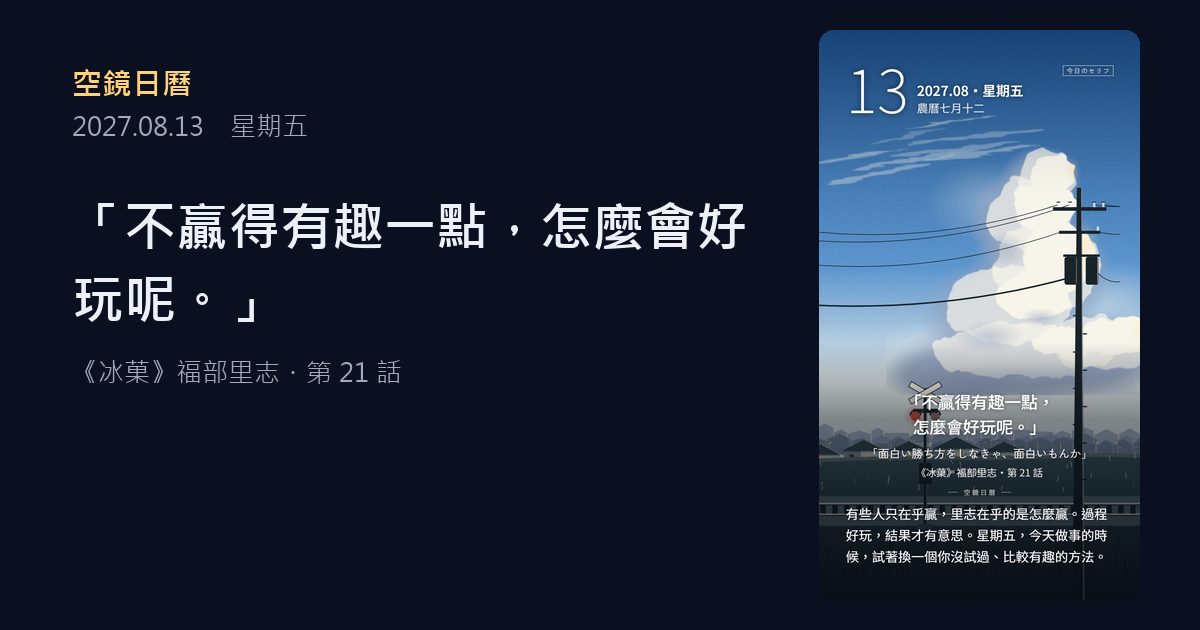 空鏡日曆
2027.08.13 星期五
「不贏得有趣一點，怎麼會好
玩呢。」
《冰菓》福部里志・第 21 話
13
2027.08・星期五
農曆七月十二
今日のセリフ
「不贏得有趣一點，
怎麼會好玩呢。」
「面白い勝ち方をしなきゃ、面白いもんか」
《冰菓》福部里志・第 21 話
空鏡日曆
有些人只在乎贏，里志在乎的是怎麼贏。過程
好玩，結果才有意思。星期五，今天做事的時
候，試著換一個你沒試過、比較有趣的方法。